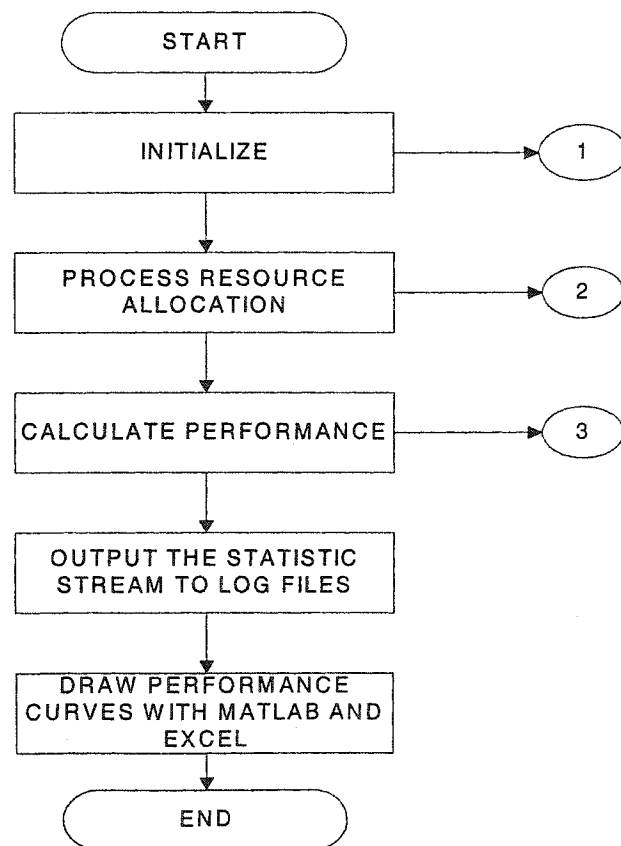 START
INITIALIZE
1
PROCESS RESOURCE
ALLOCATION
2
CALCULATE PERFORMANCE
3
OUTPUT THE STATISTIC
STREAM TO LOG FILES
DRAW PERFORMANCE
CURVES WITH MATLAB AND
EXCEL
END